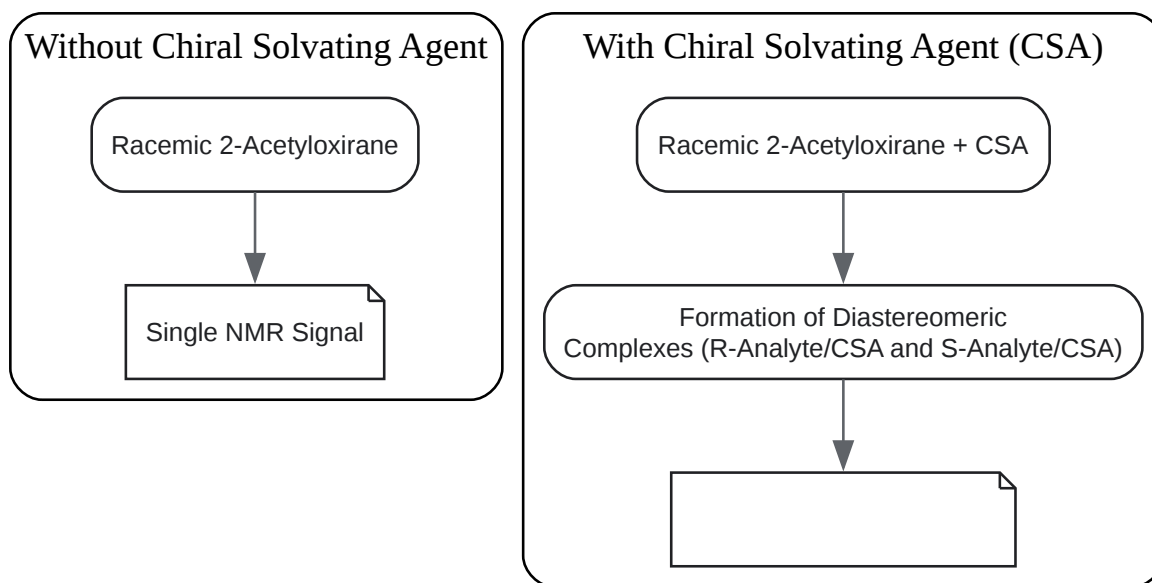 Without Chiral Solvating Agent
Racemic 2-Acetyloxirane
Single NMR Signal
With Chiral Solvating Agent (CSA)
Racemic 2-Acetyloxirane + CSA
Formation of Diastereomeric
Complexes (R-Analyte/CSA and S-Analyte/CSA)